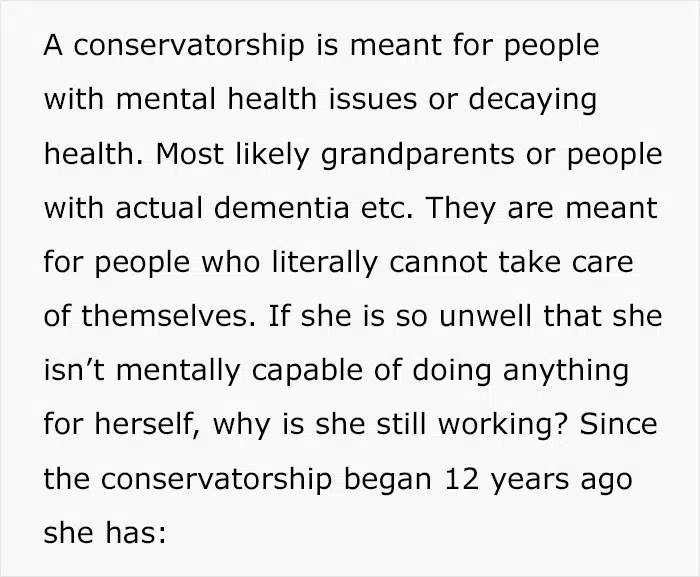 A conservatorship is meant for people
with mental health issues or decaying
health. Most likely grandparents or people
with actual dementia etc. They are meant
for people who literally cannot take care
of themselves. If she is so unwell that she
isn’t mentally capable of doing anything
for herself, why is she still working? Since
the conservatorship began 12 years ago
she has: